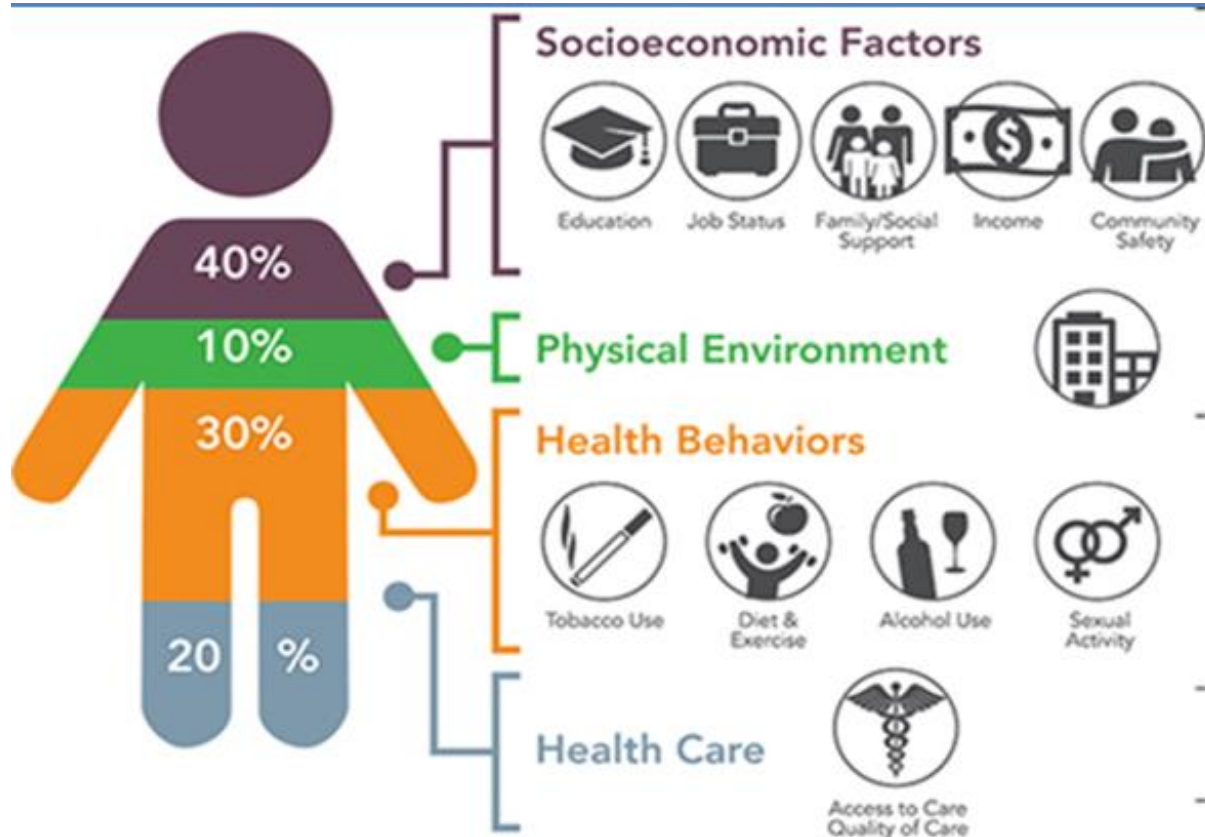 Socioeconomic Factors
Education
Job Status
Family/Social
Support
Income
Community
Safety
40%
10%
Physical Environment
30%
Health Behaviors
Tobacco Use
Diet &
Exercise
Alcohol Use
Sexual
Activity
20 %
Health Care
Access to Care
Quality of Care